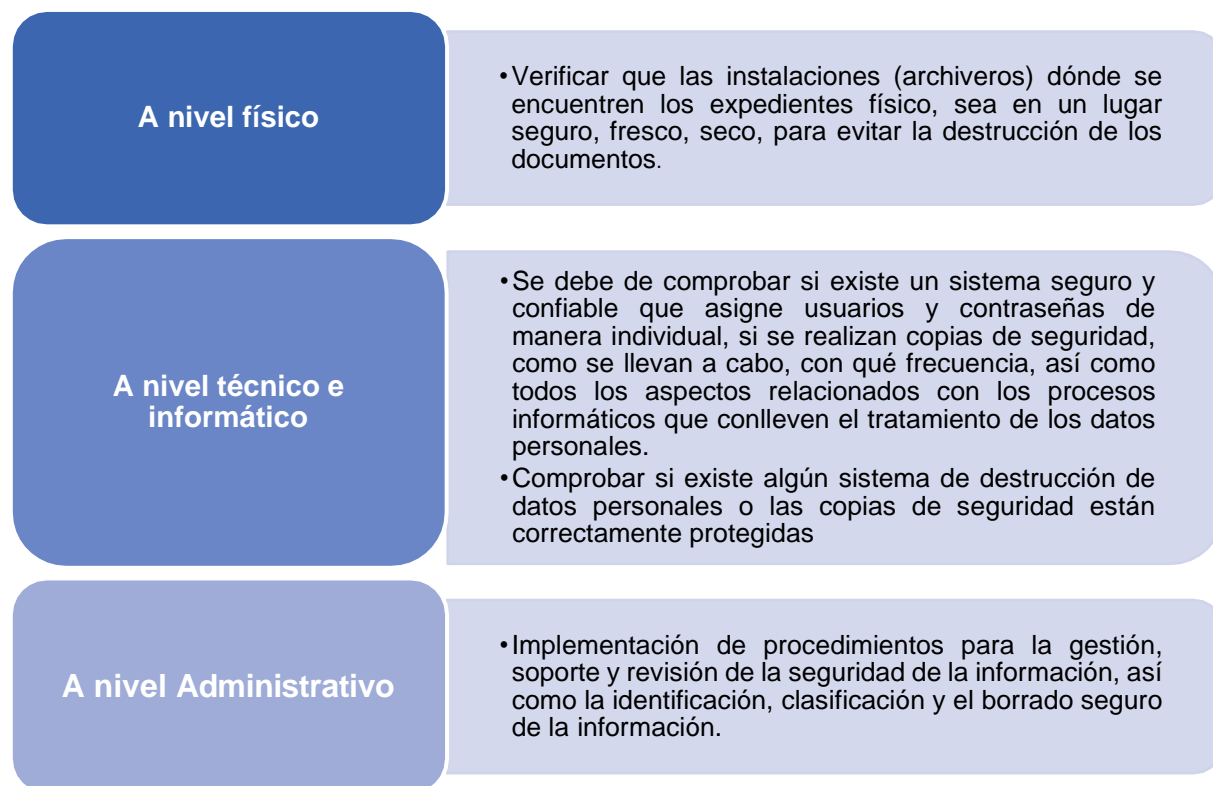 A nivel físico
•Verificar que las instalaciones (archiveros) dónde se
encuentren los expedientes físico, sea en un lugar
seguro, fresco, seco, para evitar la destrucción de los
documentos.
A nivel técnico e
informático
•Se debe de comprobar si existe un sistema seguro y
confiable que asigne usuarios y contraseñas de
manera individual, si se realizan copias de seguridad,
como se llevan a cabo, con qué frecuencia, así como
todos los aspectos relacionados con los procesos
informáticos que conlleven el tratamiento de los datos
personales.
•Comprobar si existe algún sistema de destrucción de
datos personales o las copias de seguridad están
correctamente protegidas
A nivel Administrativo
•Implementación de procedimientos para la gestión,
soporte y revisión de la seguridad de la información, así
como la identificación, clasificación y el borrado seguro
de la información.